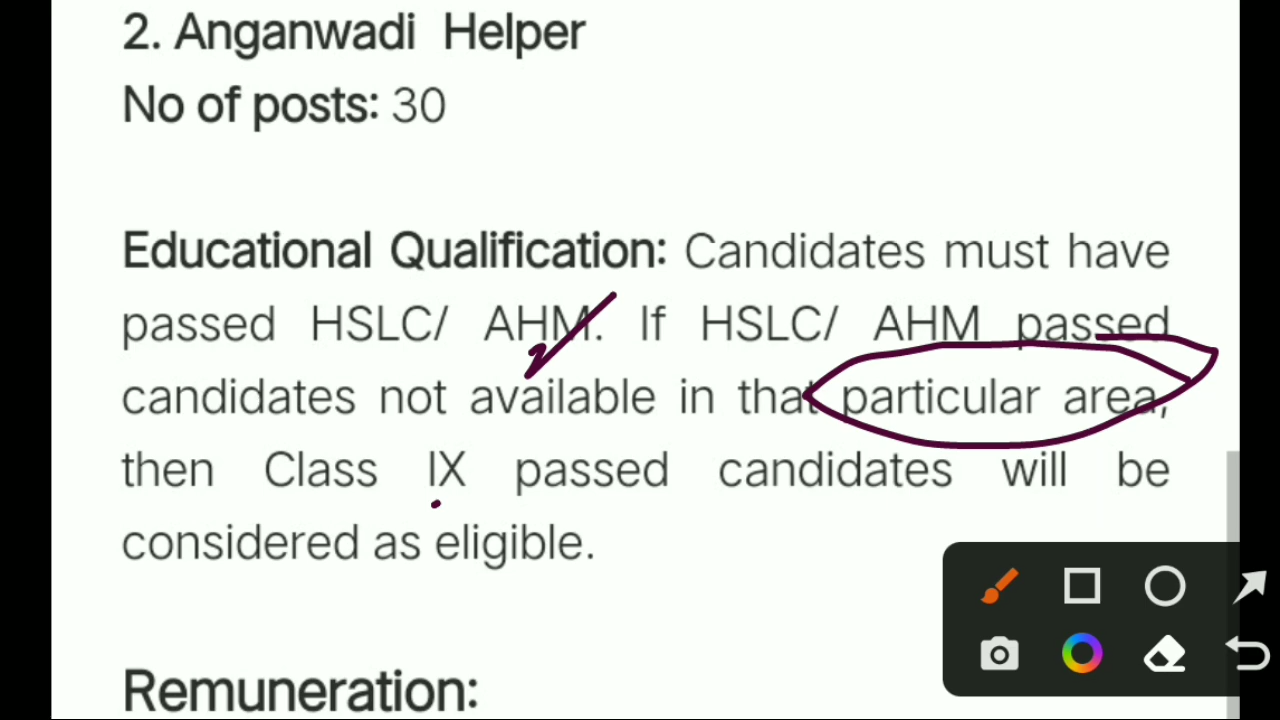 2. Anganwadi Helper
No of posts: 30
Educational Qualification: Candidates must have
passed HSLC/ AHM. If HSLC/ AHM passed
candidates not available in that particular area,
then Class IX passed candidates will be
considered as eligible.
Remuneration: